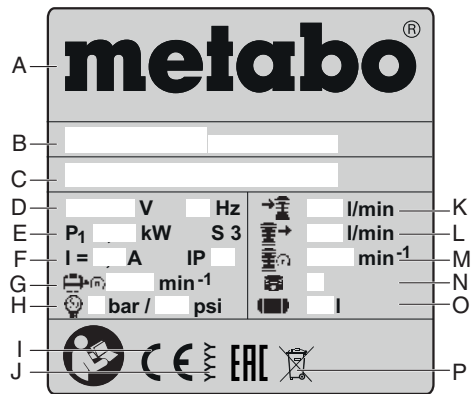 metabo®
A
B
C
D V Hz
E P1 kW S 3
F I = A IP
G min-1
H bar / psi
l/min K
l/min L
min-1 M
N
l O
I
J CE EAC P